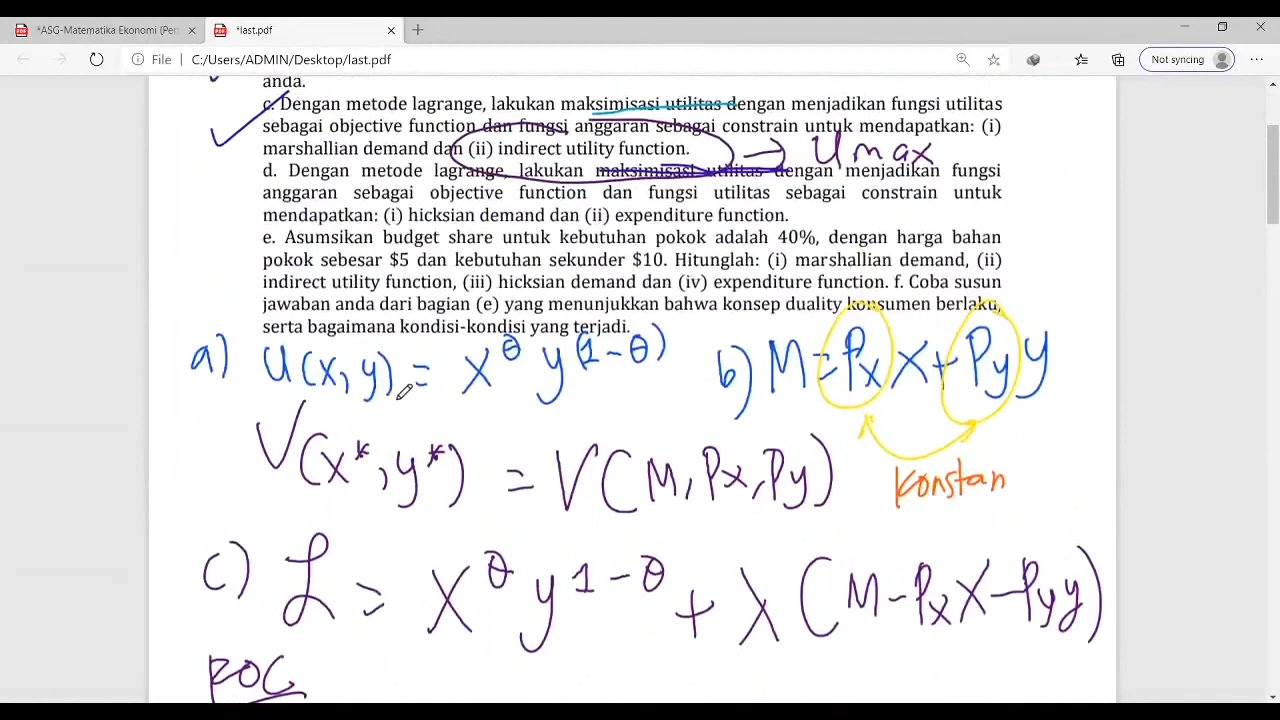 *ASG-Matematika Ekonomi (Per
*last.pdf
File
C:/Users/ADMIN/Desktop/last.pdf
Not syncing
anda.
c. Dengan metode lagrange, lakukan maksimisasi utilitas dengan menjadikan fungsi utilitas
sebagai objective function dan fungsi anggaran sebagai constrain untuk mendapatkan: (i)
marshallian demand dan (ii) indirect utility function.
→ U max
d. Dengan metode lagrange, lakukan maksimisasi utilitas dengan menjadikan fungsi
anggaran sebagai objective function dan fungsi utilitas sebagai constrain untuk
mendapatkan: (i) hicksian demand dan (ii) expenditure function.
e. Asumsikan budget share untuk kebutuhan pokok adalah 40%, dengan harga bahan
pokok sebesar $5 dan kebutuhan sekunder $10. Hitunglah: (i) marshallian demand, (ii)
indirect utility function, (iii) hicksian demand dan (iv) expenditure function. f. Coba susun
jawaban anda dari bagian (e) yang menunjukkan bahwa konsep duality konsumen berlaku,
serta bagaimana kondisi-kondisi yang terjadi.
a) U(x,y) = x^θ y^(1-θ)
b) M = Px X + Py y
V(x*, y*) = V(M, Px, Py)
konstan
c) ℒ = x^θ y^1-θ + λ (M - Px X - Py y)
FOC